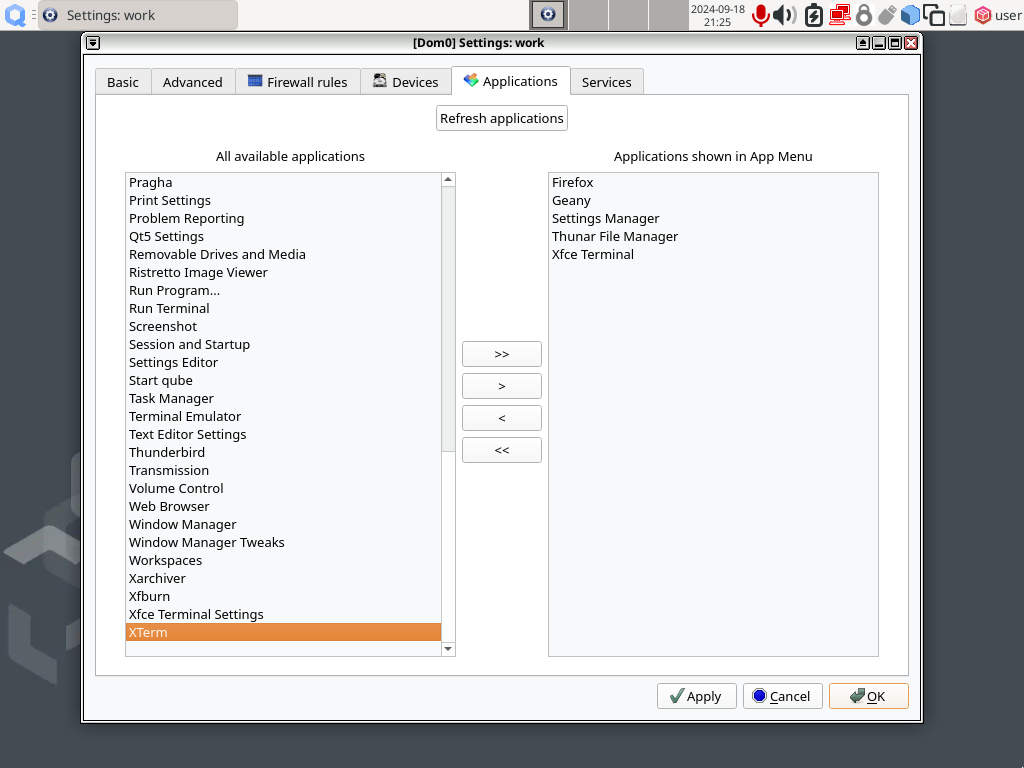 Settings: work
2024-09-18
21:25
user
[Dom0] Settings: work
Basic
Advanced
Firewall rules
Devices
Applications
Services
Refresh applications
All available applications
Applications shown in App Menu
Pragha
Print Settings
Problem Reporting
Qt5 Settings
Removable Drives and Media
Ristretto Image Viewer
Run Program...
Run Terminal
Screenshot
Session and Startup
Settings Editor
Start qube
Task Manager
Terminal Emulator
Text Editor Settings
Thunderbird
Transmission
Volume Control
Web Browser
Window Manager
Window Manager Tweaks
Workspaces
Xarchiver
Xfburn
Xfce Terminal Settings
XTerm
>>
>
<
<<
Firefox
Geany
Settings Manager
Thunar File Manager
Xfce Terminal
Apply
Cancel
OK